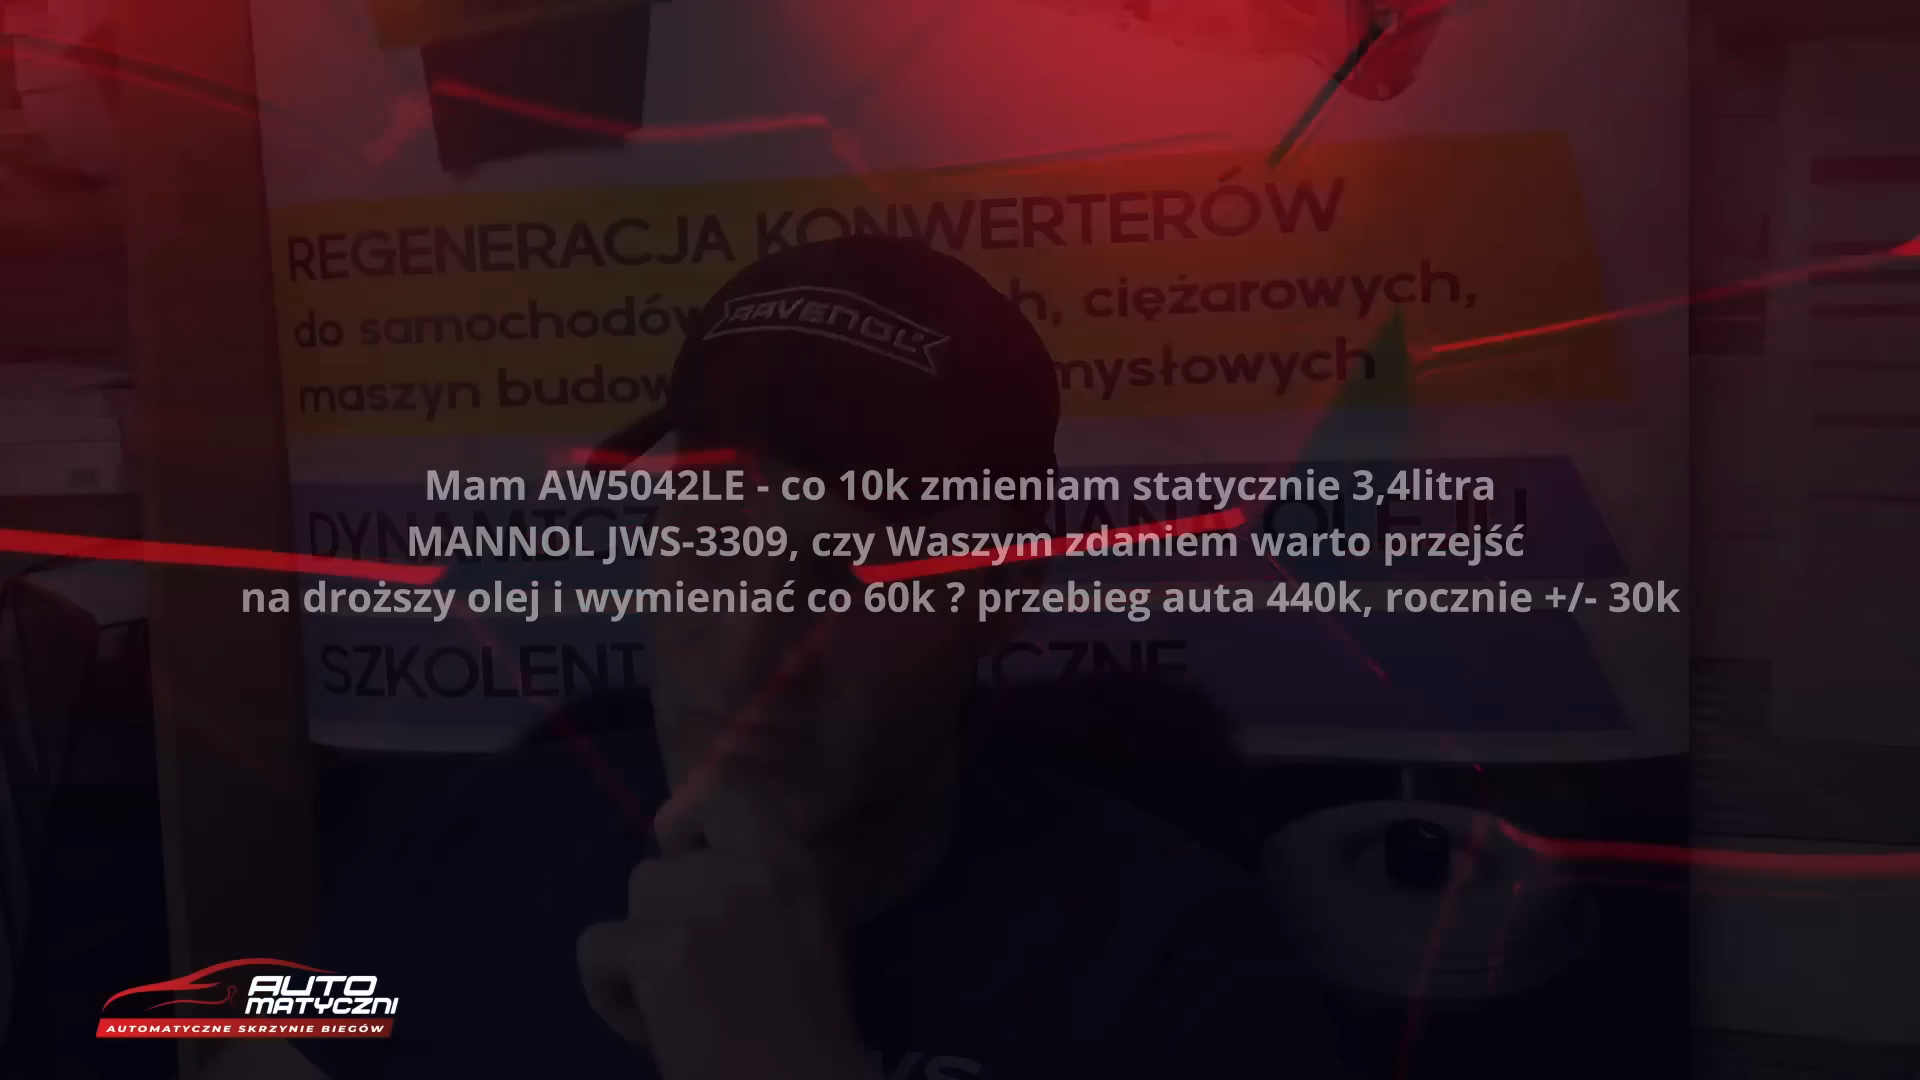 REGENERACJA KONWERTERÓW
do samochodów ciężarowych,
maszyn budow mysłowych
RAVENOL
Mam AW5042LE - co 10k zmieniam statycznie 3,4litra
MANNOL JWS-3309, czy Waszym zdaniem warto przejść
na droższy olej i wymieniać co 60k ? przebieg auta 440k, rocznie +/- 30k
OLEJU
AUTO
MATYCZNI
AUTOMATYCZNE SKRZYNIE BIEGÓW